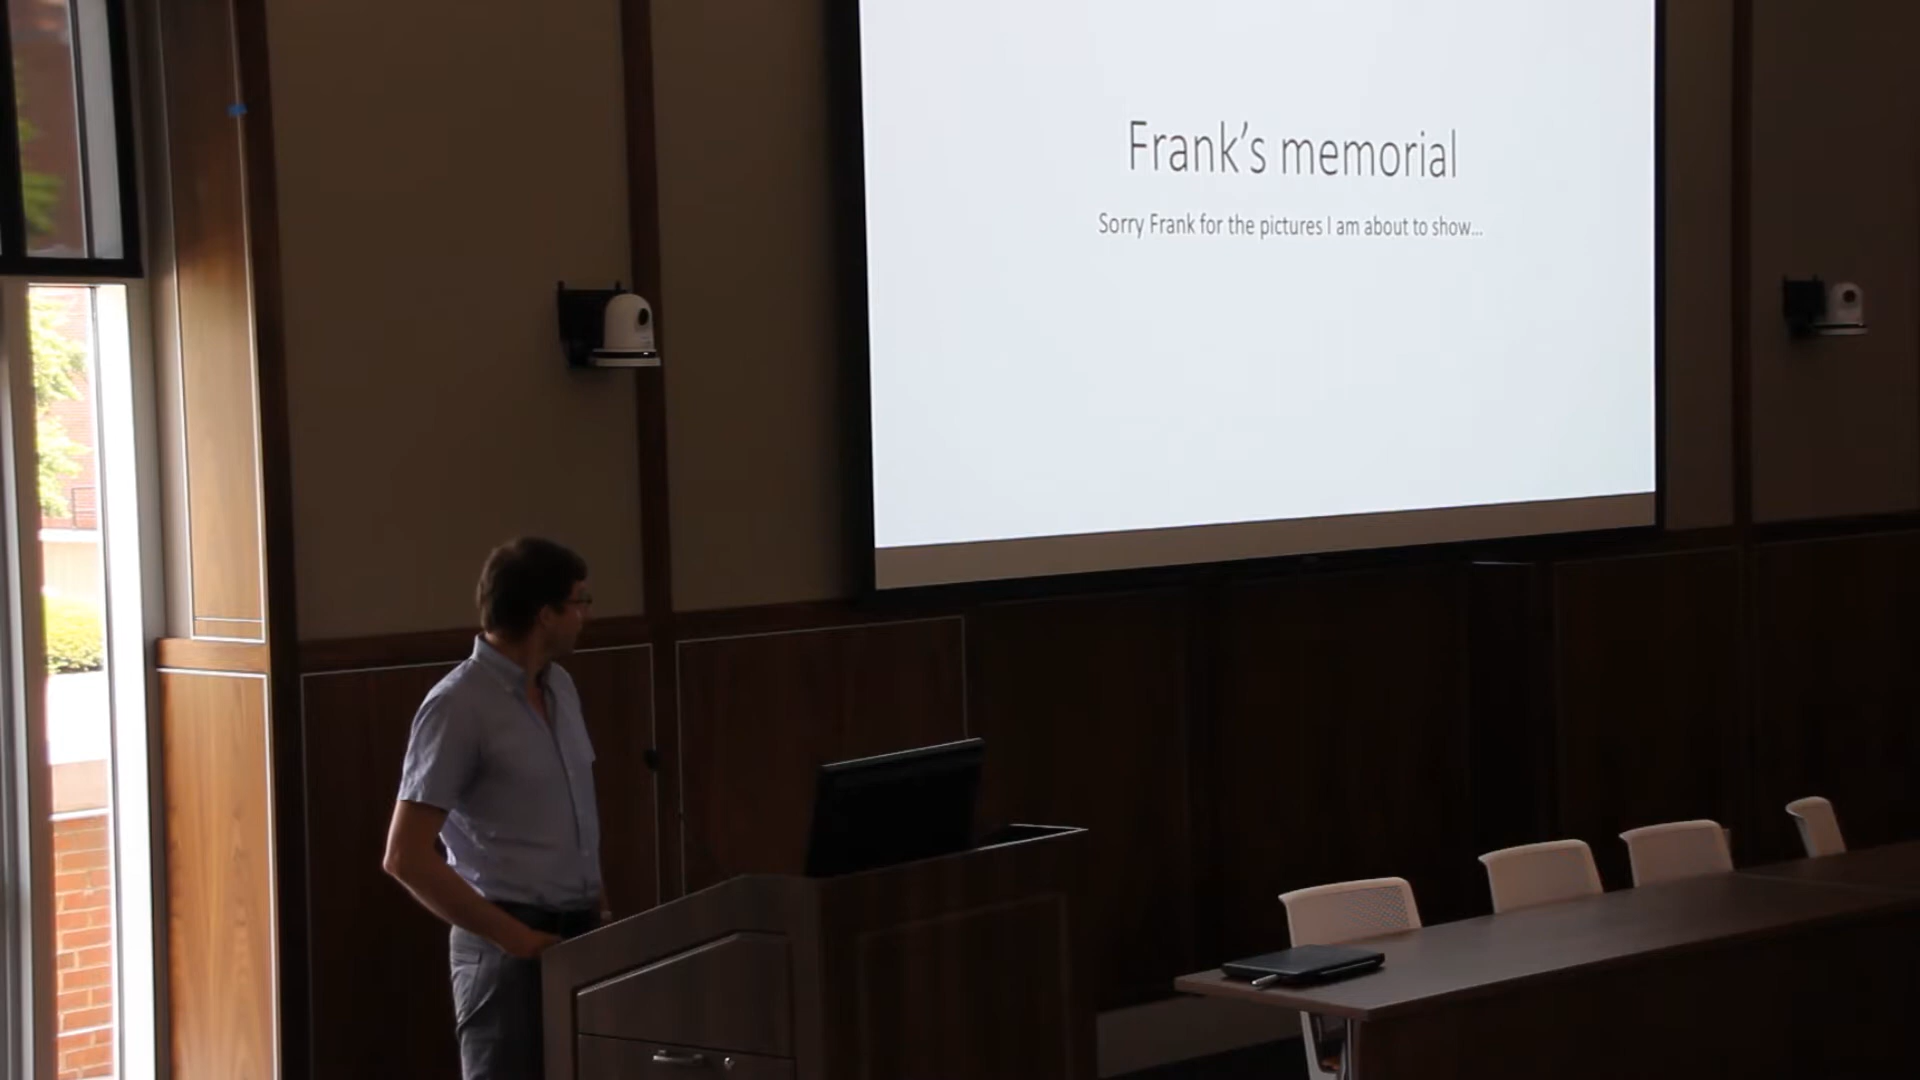 Frank’s memorial
Sorry Frank for the pictures I am about to show...